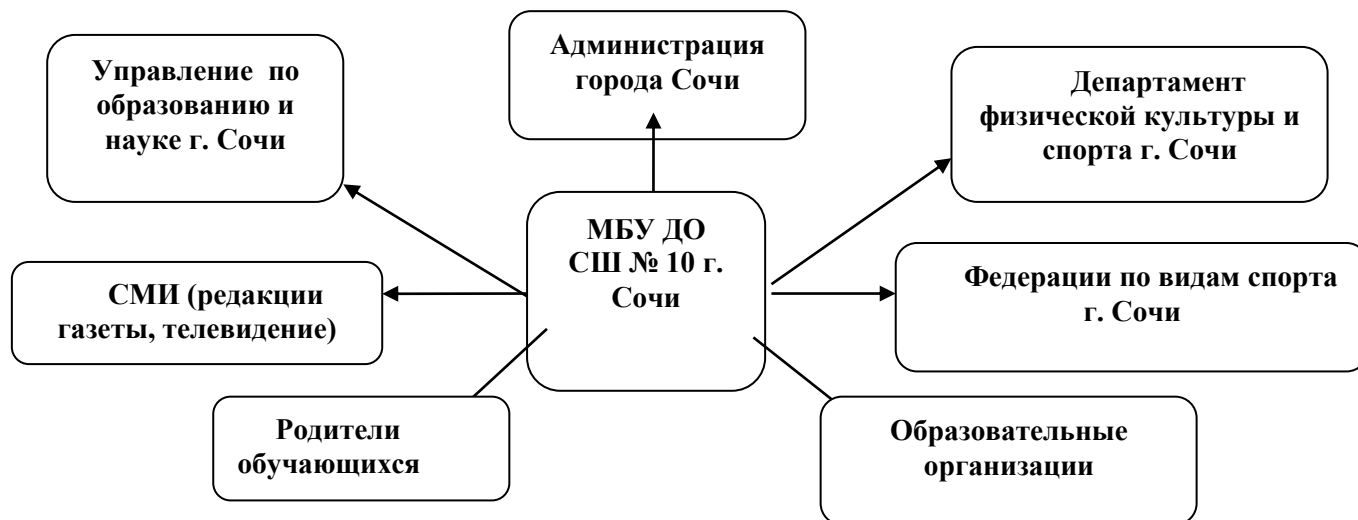 Администрация
города Сочи
Управление по
образованию и
науке г. Сочи
Департамент
физической культуры и
спорта г. Сочи
МБУ ДО
СШ № 10 г.
Сочи
СМИ (редакции
газеты, телевидение)
Федерации по видам спорта
г. Сочи
Родители
обучающихся
Образовательные
организации